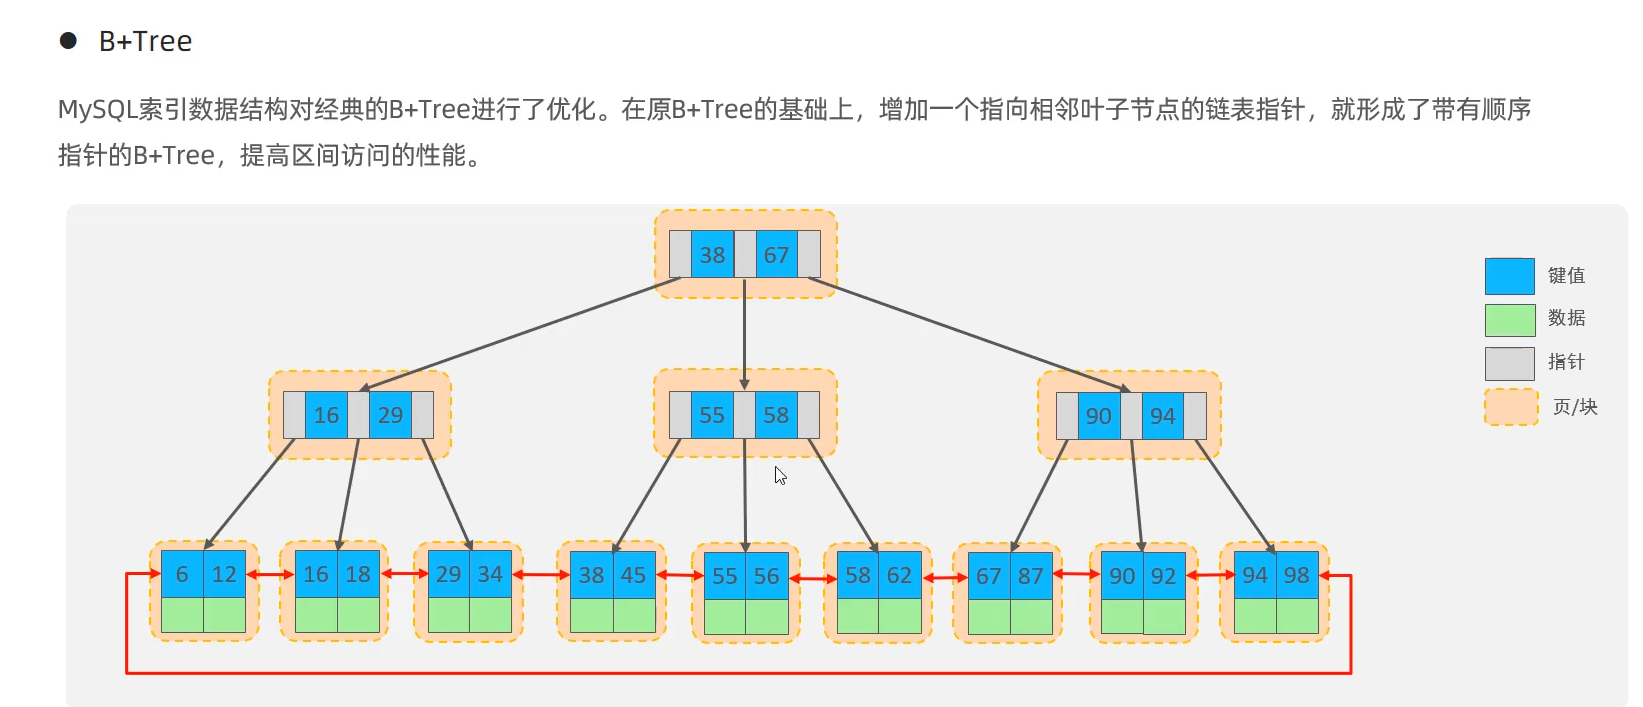 ● B+Tree
MySQL索引数据结构对经典的B+Tree进行了优化。在原B+Tree的基础上，增加一个指向相邻叶子节点的链表指针，就形成了带有顺序
指针的B+Tree，提高区间访问的性能。
38 67
键值
数据
指针
页/块
16 29 55 58 90 94
6 12 16 18 29 34 38 45 55 56 58 62 67 87 90 92 94 98